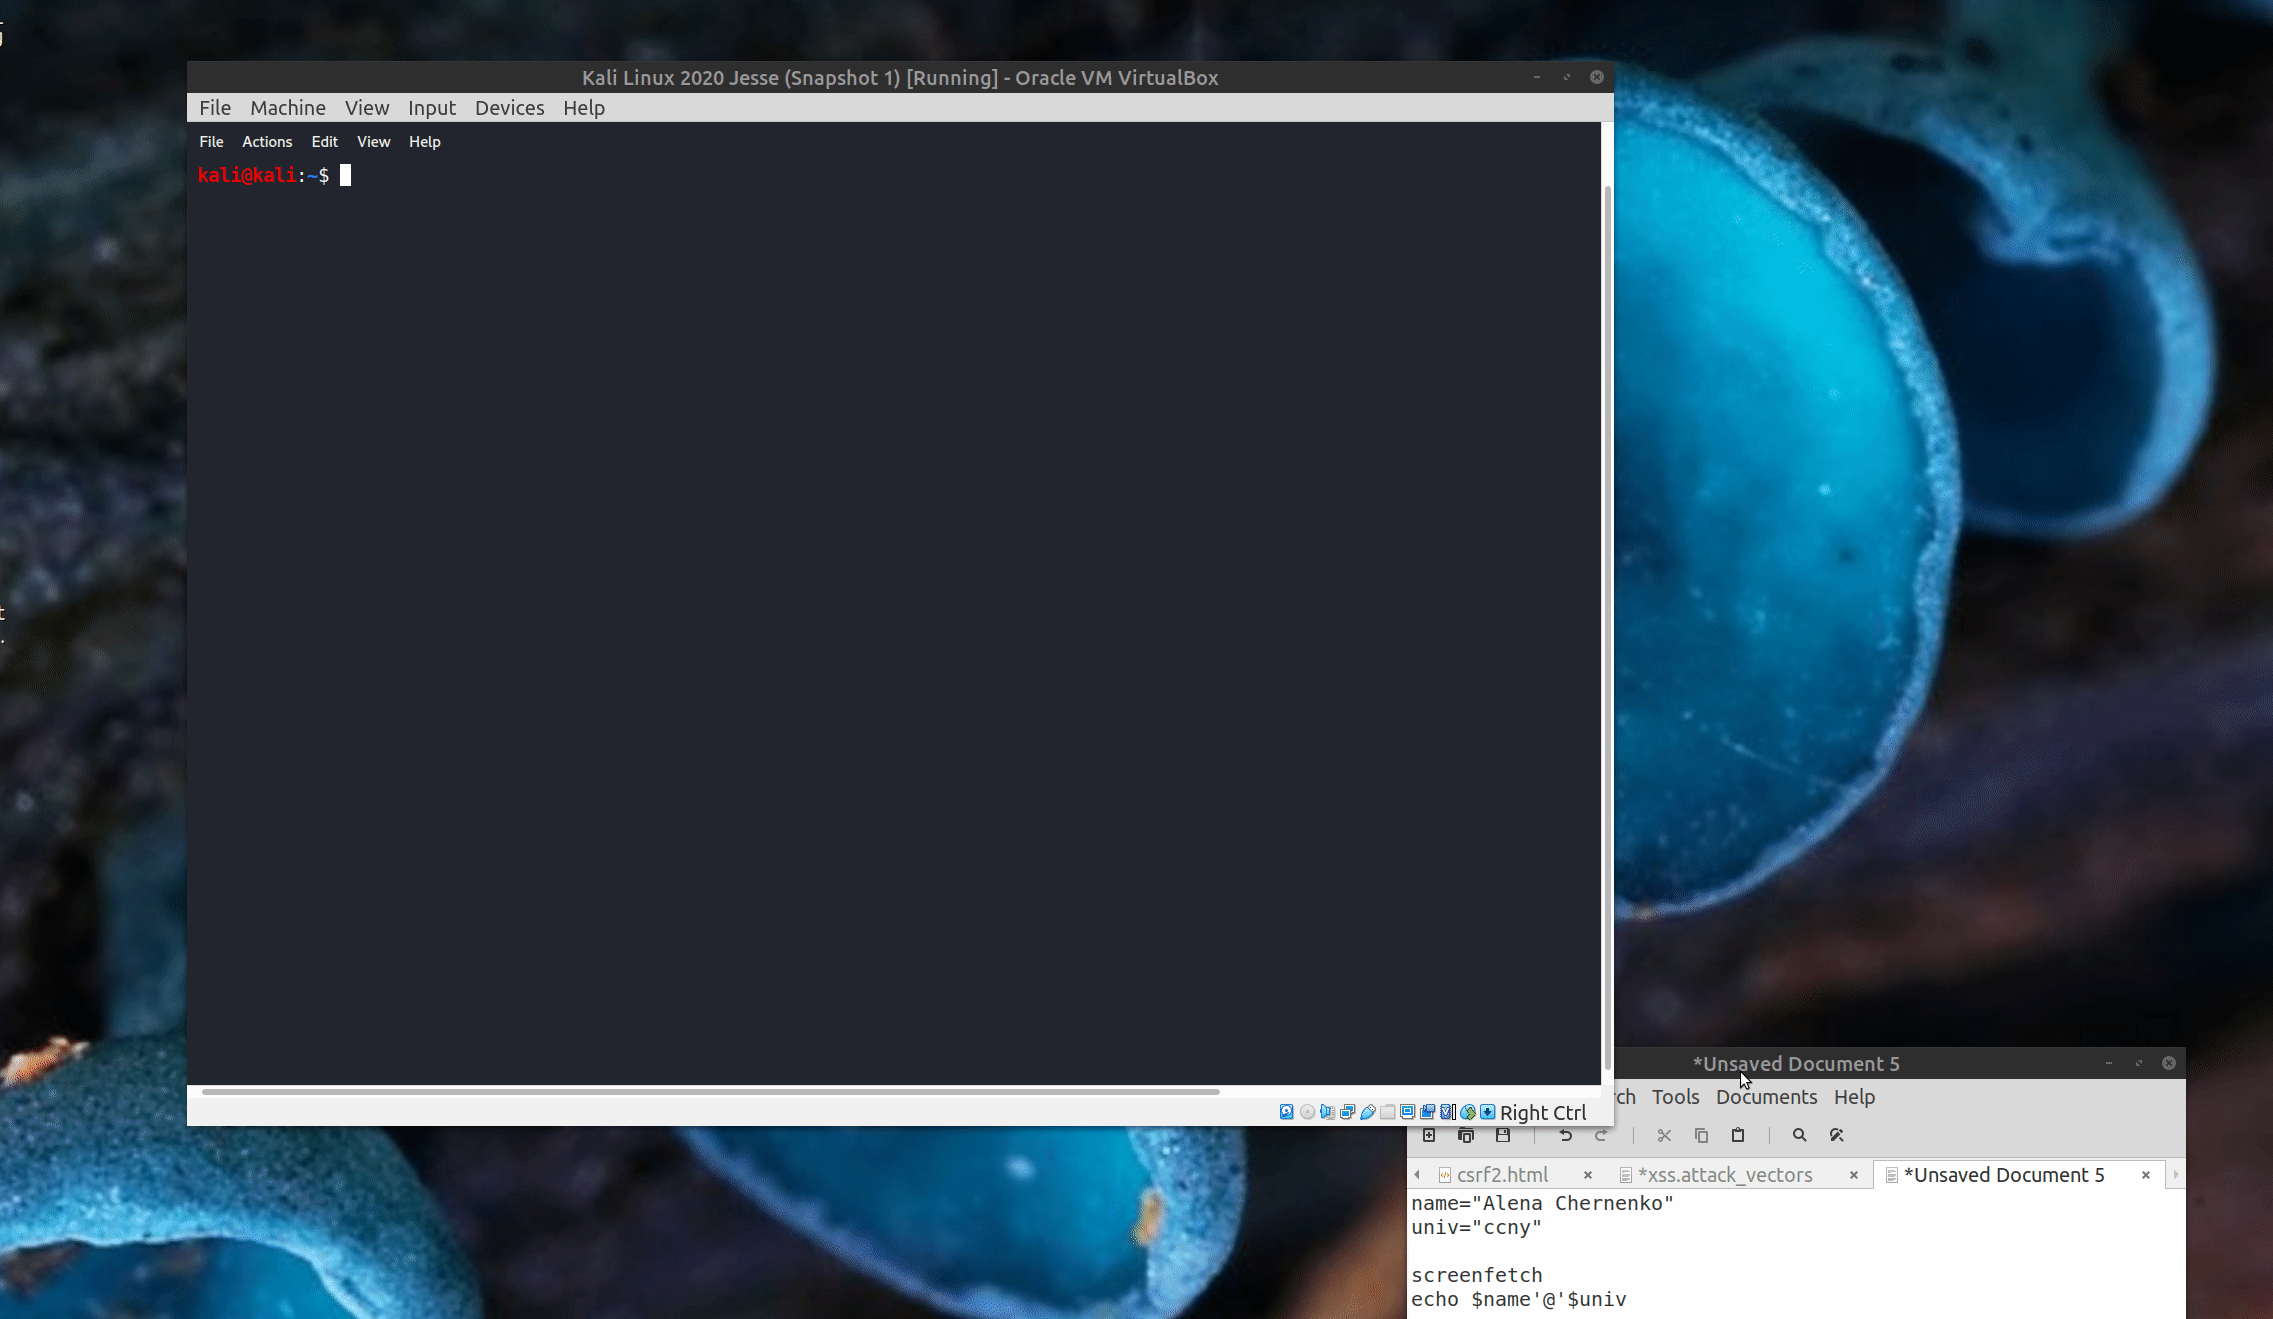 Kali Linux 2020 Jesse (Snapshot 1) [Running] - Oracle VM VirtualBox
File Machine View Input Devices Help
File Actions Edit View Help
kali@kali:~$
Right Ctrl
*Unsaved Document 5
rch Tools Documents Help
csrf2.html *xss.attack_vectors *Unsaved Document 5
name="Alena Chernenko"
univ="ccny"
screenfetch
echo $name'@'$univ